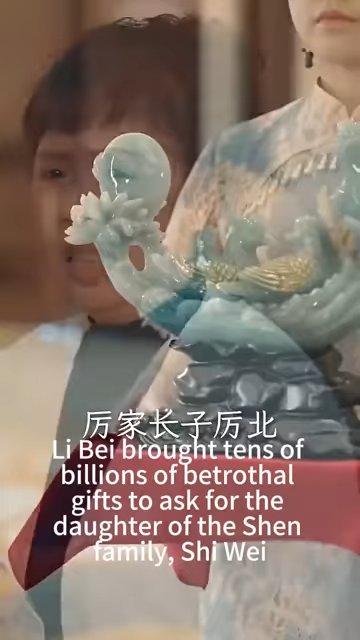 厉家长子厉北
Li Bei brought tens of
billions of betrothal
gifts to ask for the
daughter of the Shen
family, Shi Wei